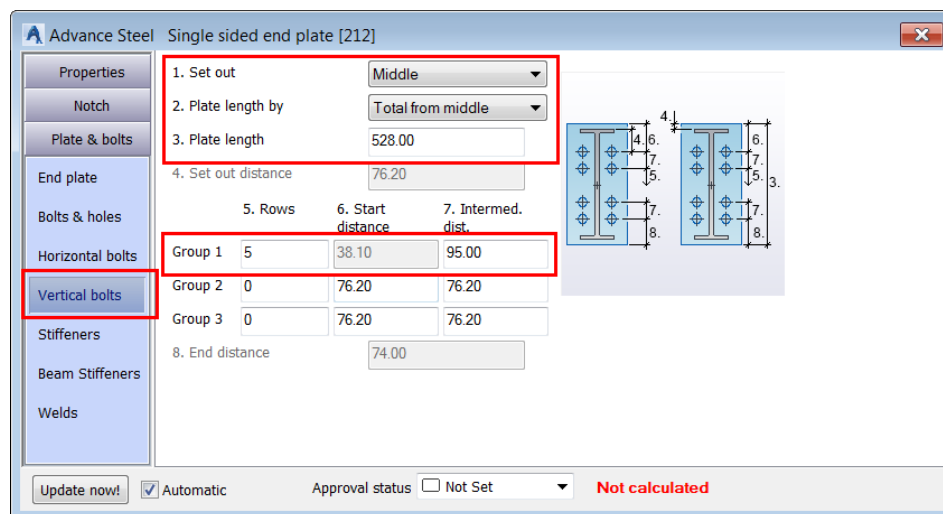 Advance Steel Single sided end plate [212]
Properties
Notch
Plate & bolts
End plate
Bolts & holes
Horizontal bolts
Vertical bolts
Stiffeners
Beam Stiffeners
Welds
1. Set out Middle
2. Plate length by Total from middle
3. Plate length 528.00
4. Set out distance 76.20
5. Rows 6. Start 7. Intermed.
distance dist.
Group 1 5 38.10 95.00
Group 2 0 76.20 76.20
Group 3 0 76.20 76.20
8. End distance 74.00
4.
4. 6. 6.
7. 7.
5. 5. 3.
7. 7.
8. 8.
Update now! Automatic Approval status Not Set Not calculated